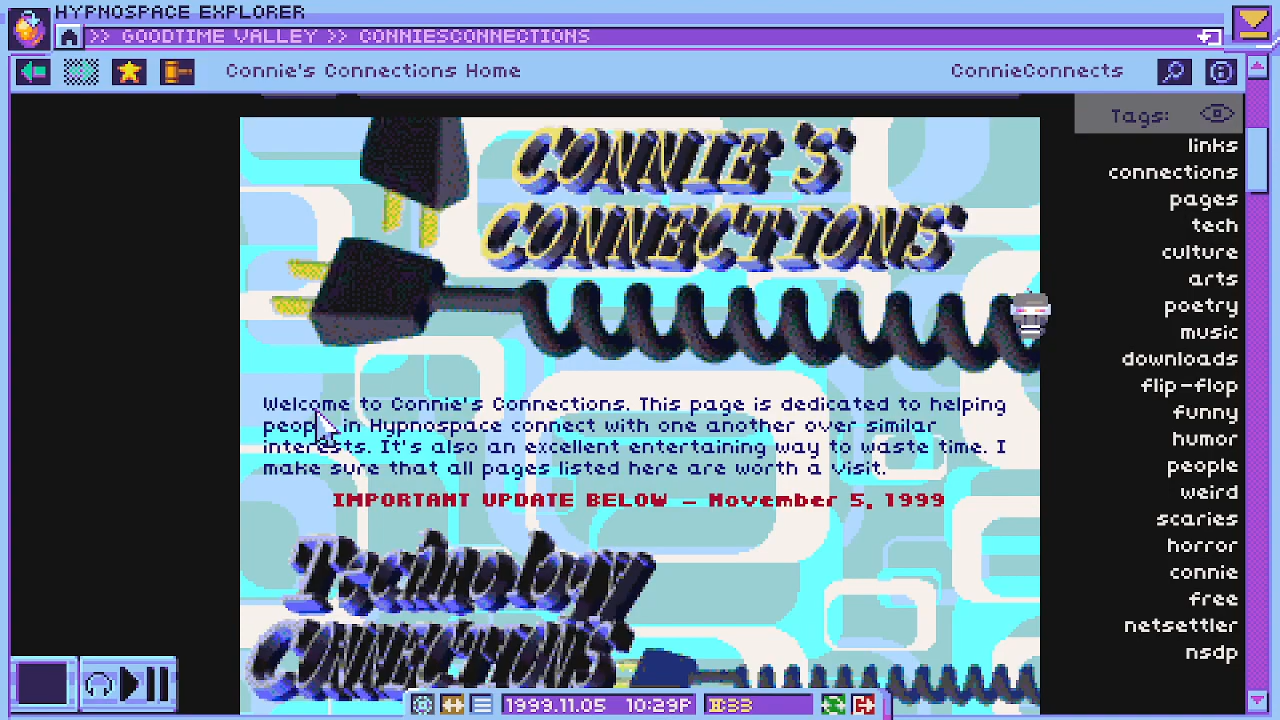 HYPNOSPACE EXPLORER
>> GOODTIME VALLEY >> CONNIESCONNECTIONS
Connie's Connections Home
ConnieConnects
Tags:
links
connections
pages
tech
culture
arts
poetry
music
downloads
flip-flop
funny
humor
people
weird
scaries
horror
connie
free
netsettler
nsdp
CONNIE'S
CONNECTIONS
Welcome to Connie's Connections. This page is dedicated to helping
people in Hypnospace connect with one another over similar
interests. It's also an excellent entertaining way to waste time. I
make sure that all pages listed here are worth a visit.
IMPORTANT UPDATE BELOW - November 5, 1999
Technology
CONNECTIONS
1999.11.05 10:29P